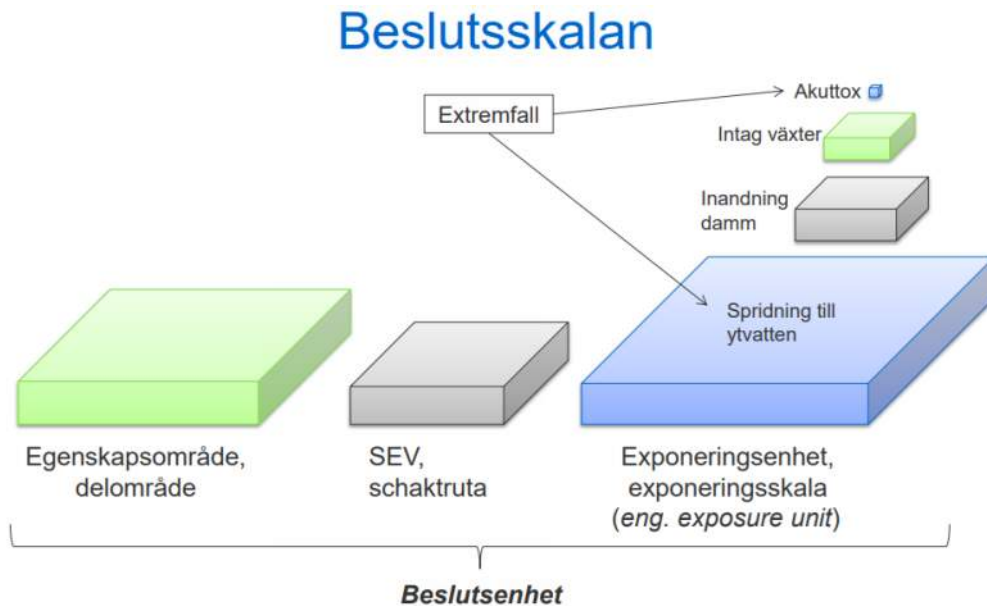 Beslutsskalan
Extremfall
Akuttox
Intag växter
Inandning
damm
Spridning till
ytvatten
Egenskapsområde,
delområde
SEV,
schaktruta
Exponeringsenhet,
exponeringsskala
(eng. exposure unit)
Beslutsenhet